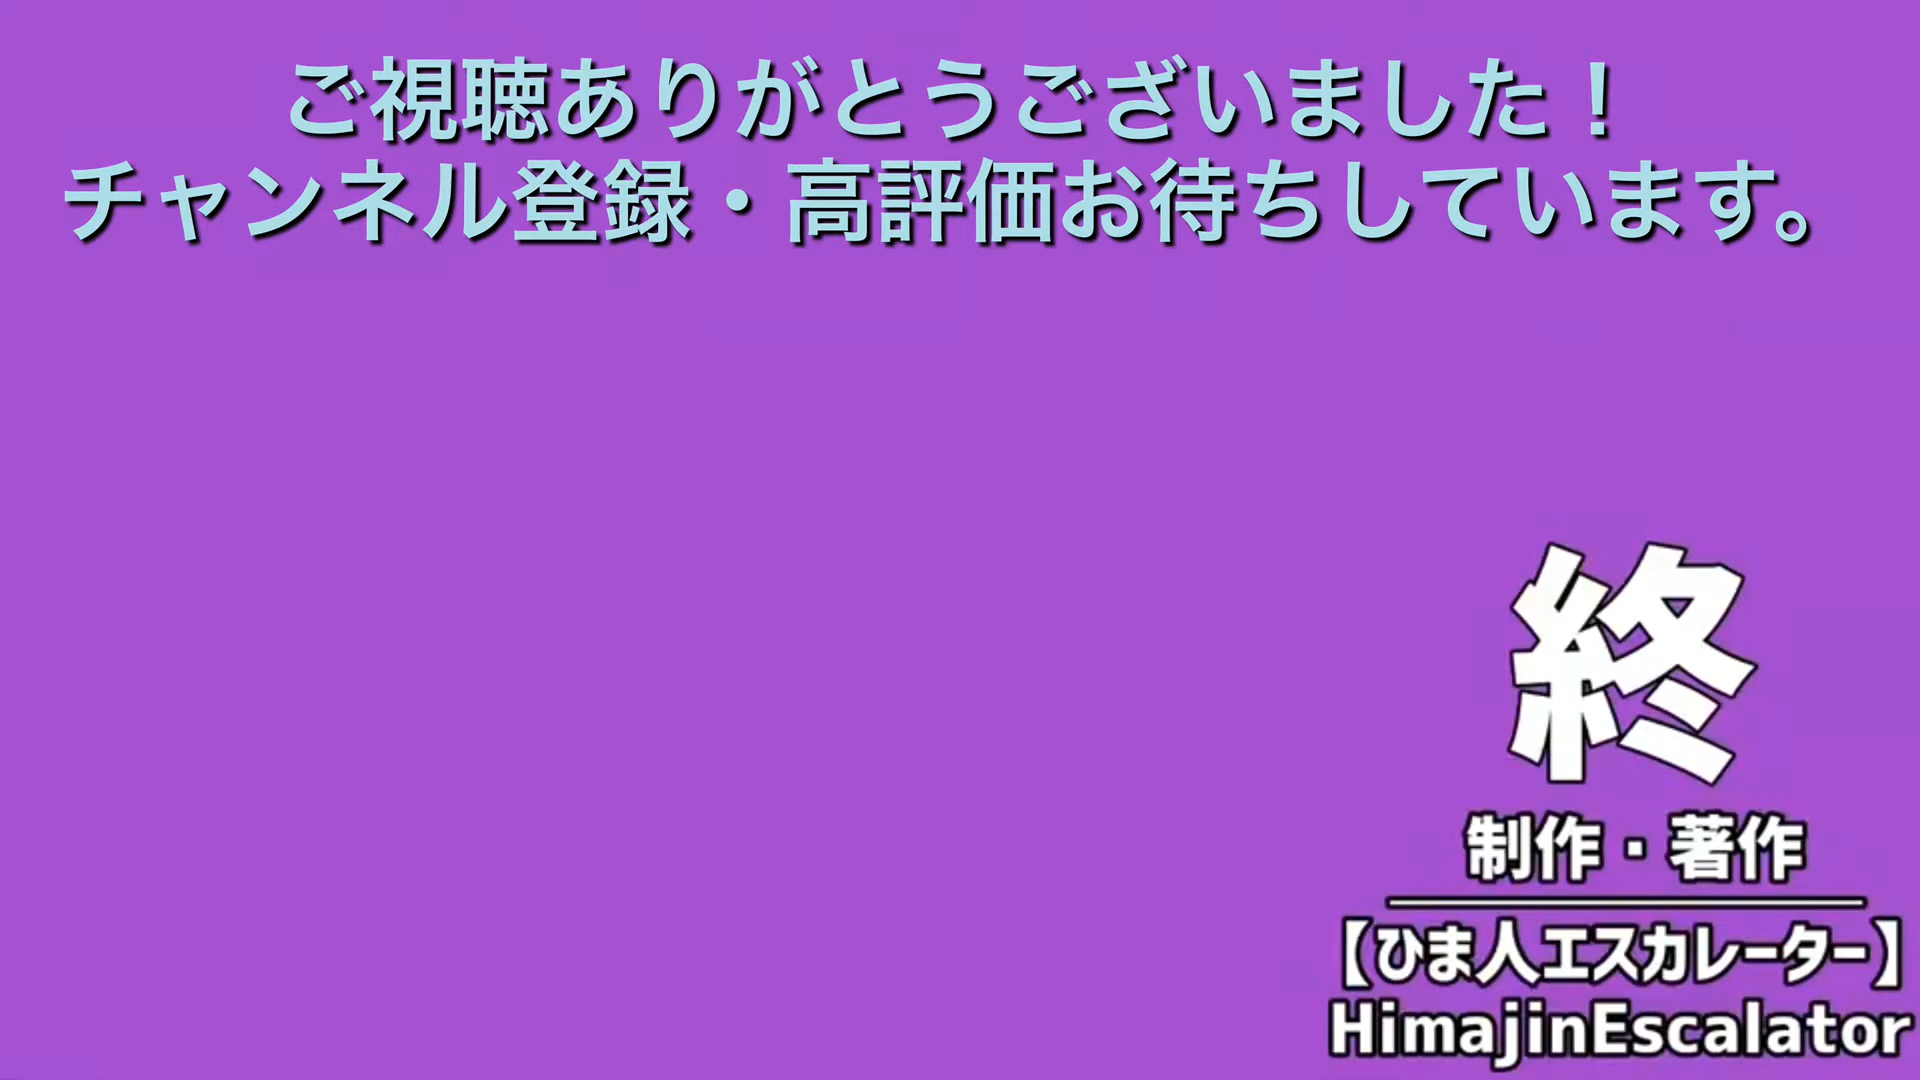 ご視聴ありがとうございました！
チャンネル登録・高評価お待ちしています。
終
制作・著作
【ひま人エスカレーター】
HimajinEscalator